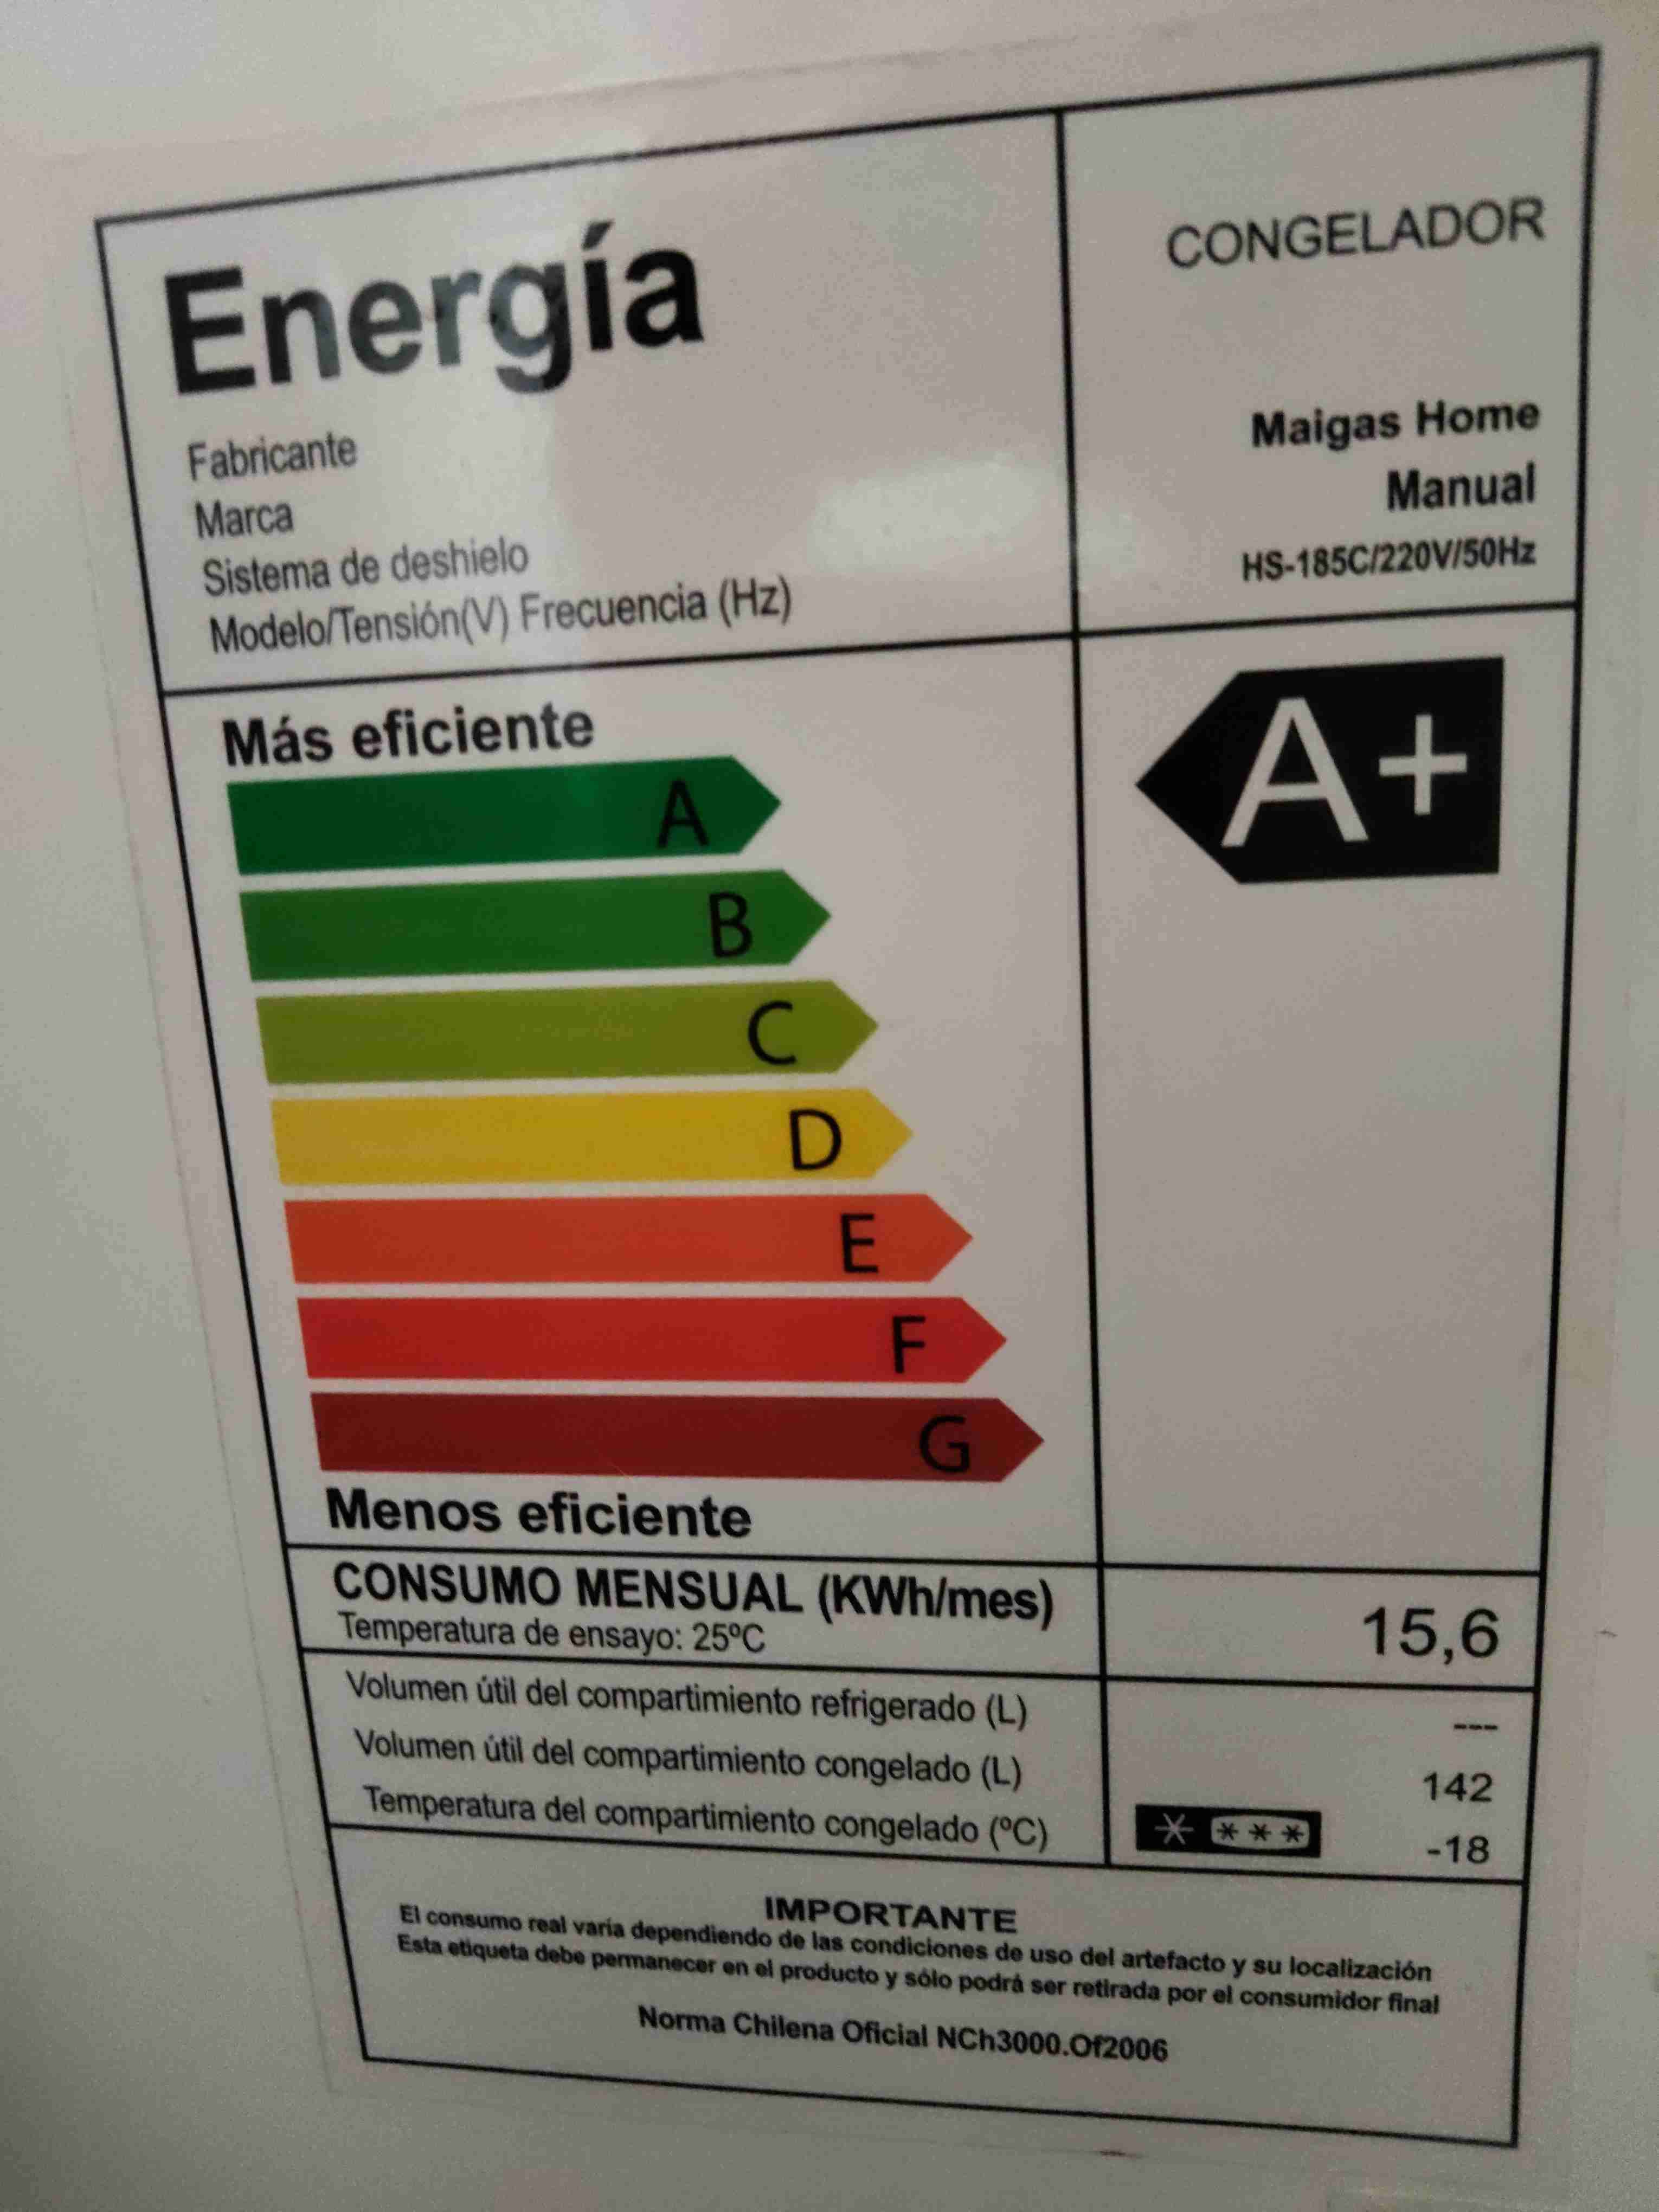 Energía
CONGELADOR
Fabricante
Marca
Maigas Home
Sistema de deshielo
Manual
Modelo/Tensión(V) Frecuencia (Hz)
HS-185C/220V/50Hz
Más eficiente
A+
A
B
C
D
E
F
G
Menos eficiente
CONSUMO MENSUAL (KWh/mes)
Temperatura de ensayo: 25ºC
15,6
Volumen útil del compartimiento refrigerado (L)
---
Volumen útil del compartimiento congelado (L)
142
Temperatura del compartimiento congelado (ºC)
* *** -18
IMPORTANTE
El consumo real varía dependiendo de las condiciones de uso del artefacto y su localización
Esta etiqueta debe permanecer en el producto y sólo podrá ser retirada por el consumidor final
Norma Chilena Oficial NCh3000.Of2006